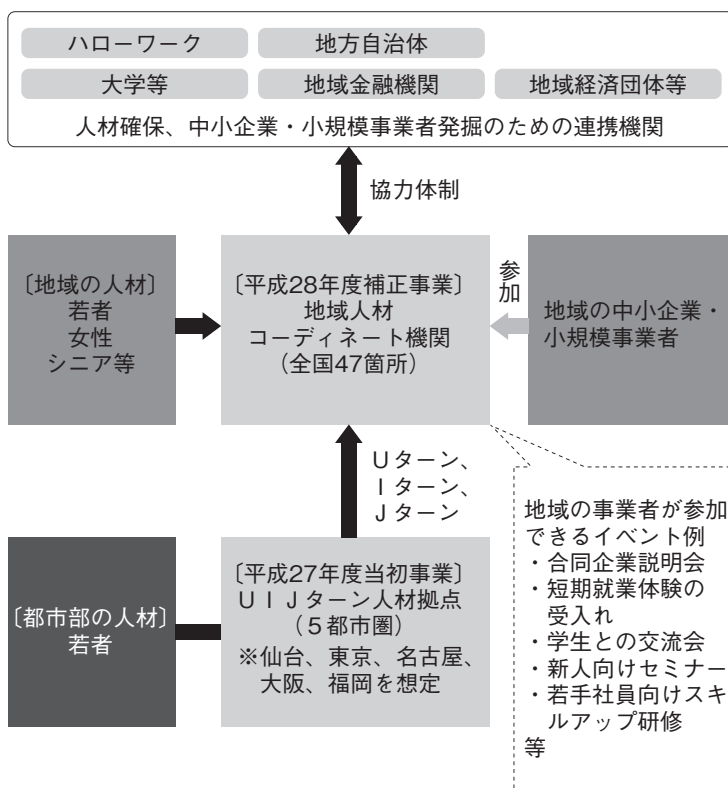 ハローワーク
地方自治体
大学等
地域金融機関
地域経済団体等
人材確保、中小企業・小規模事業者発掘のための連携機関
協力体制
〔地域の人材〕
若者
女性
シニア等
〔平成28年度補正事業〕
地域人材
コーディネート機関
（全国47箇所）
参加
地域の中小企業・
小規模事業者
Ｕターン、
Ｉターン、
Ｊターン
〔都市部の人材〕
若者
〔平成27年度当初事業〕
ＵＩＪターン人材拠点
（５都市圏）
※仙台、東京、名古屋、
大阪、福岡を想定
地域の事業者が参加
できるイベント例
・合同企業説明会
・短期就業体験の
受入れ
・学生との交流会
・新人向けセミナー
・若手社員向けスキ
ルアップ研修
等